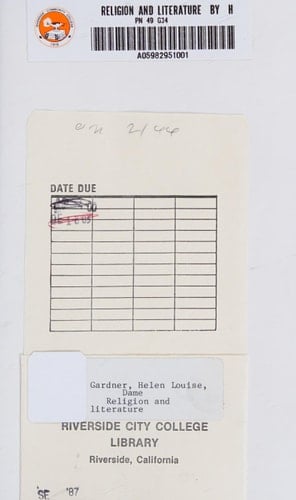 RELIGION AND LITERATURE BY H
PN 49 G34
A05982951001
DATE DUE
Gardner, Helen Louise,
Dame
Religion and
literature
RIVERSIDE CITY COLLEGE
LIBRARY
Riverside, California
SE '87